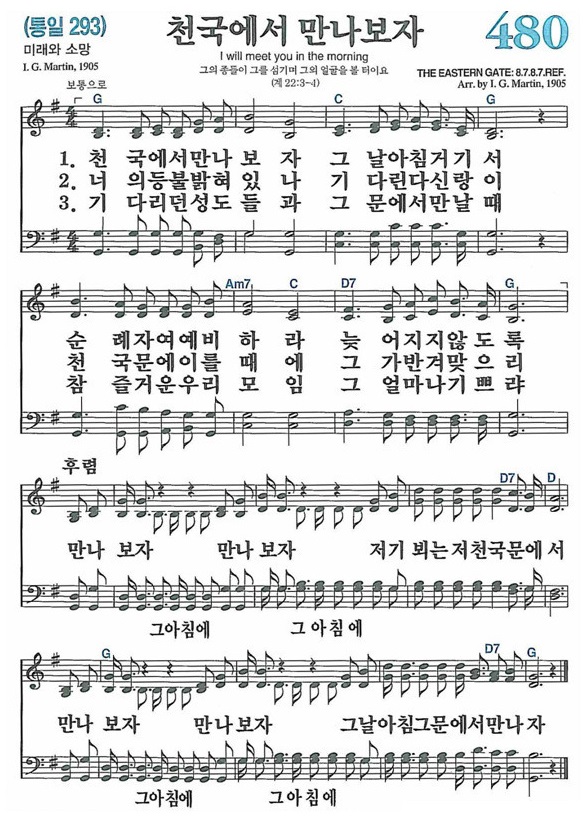 (통일 293)
천국에서 만나보자
480
미래와 소망
I will meet you in the morning
I. G. Martin, 1905
그의 종들이 그를 섬기며 그의 얼굴을 볼 터이요
THE EASTERN GATE: 8.7.8.7.REF.
보통으로
(계 22:3~4)
Arr. by I. G. Martin, 1905
G C G
1. 천 국에서만나 보 자 그 날아침거기 서
2. 너 의등불밝혀 있 나 기 다린다신랑 이
3. 기 다리던성도 들 과 그 문에서만날 때
Am7 C D7 G
순 례자여예비 하 라 늦 어지지않도 록
천 국문에이를 때 에 그 가반겨맞으 리
참 즐거운우리 모 임 그 얼마나기쁘 랴
후렴
D7 D
만나 보자 만나 보자 저기 뵈는저천국문에 서
그아침에 그 아 침 에
G D7 G
만나 보자 만나 보자 그날아침그문에서만나 자
그아침에 그 아 침 에